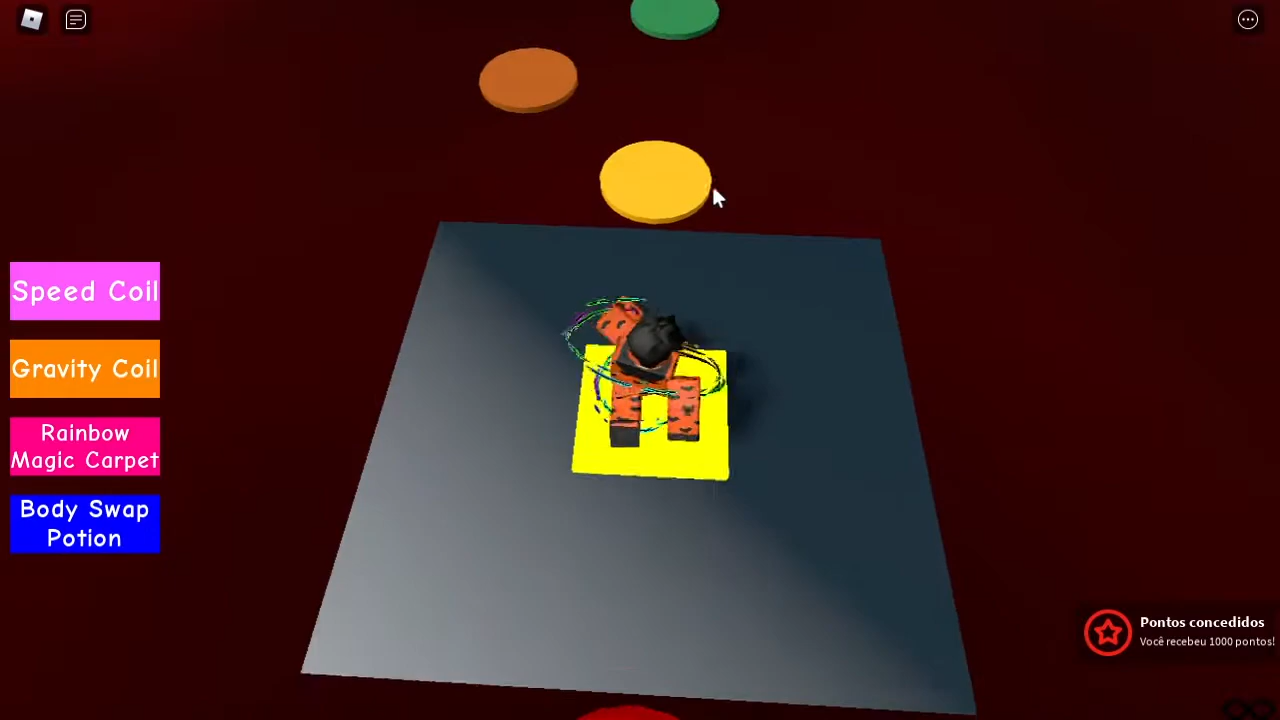 Speed Coil
Gravity Coil
Rainbow
Magic Carpet
Body Swap
Potion
Pontos concedidos
Você recebeu 1000 pontos!